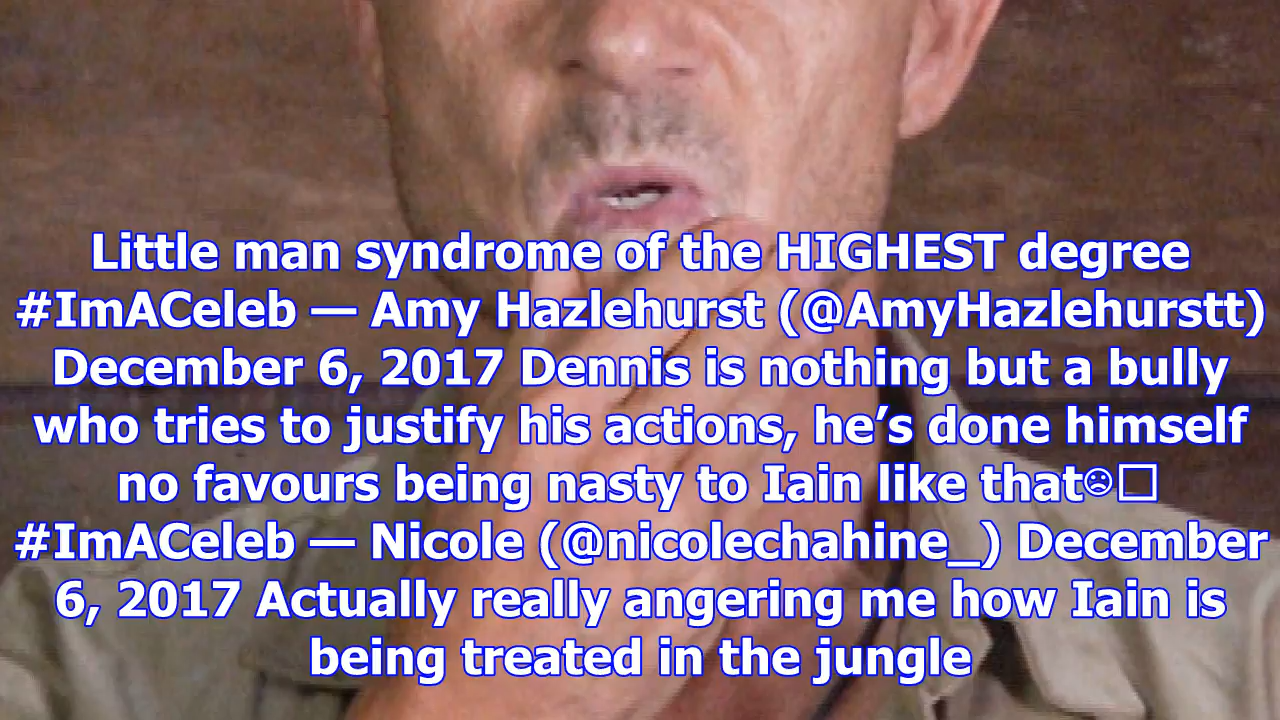 Little man syndrome of the HIGHEST degree
#ImACeleb — Amy Hazlehurst (@AmyHazlehurstt)
December 6, 2017 Dennis is nothing but a bully
who tries to justify his actions, he’s done himself
no favours being nasty to Iain like that☹□
#ImACeleb — Nicole (@nicolechahine_) December
6, 2017 Actually really angering me how Iain is
being treated in the jungle